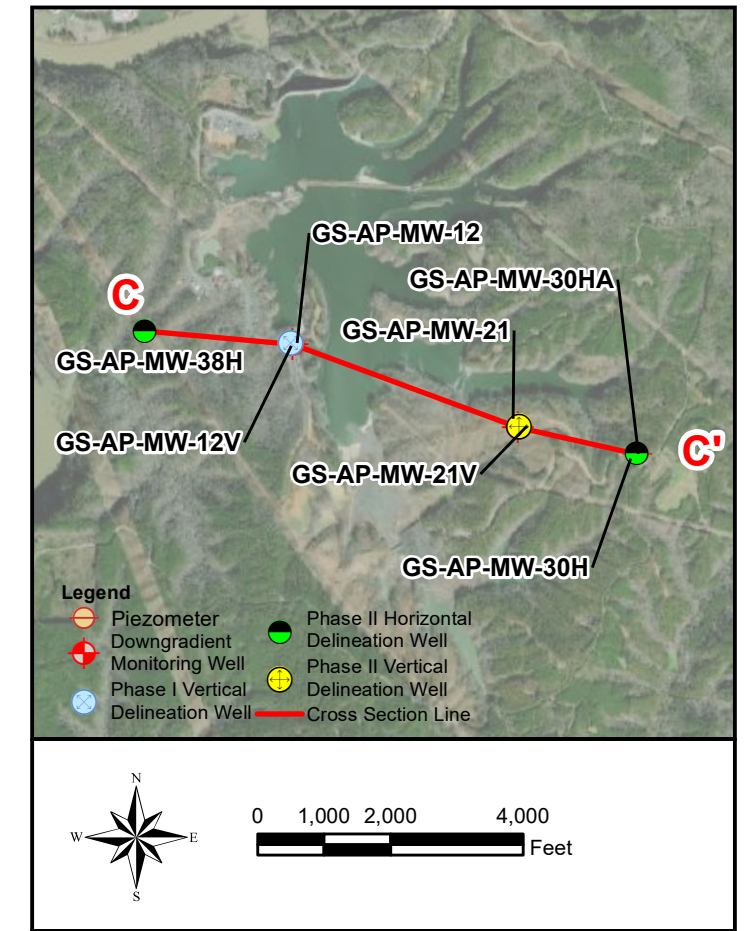 GS-AP-MW-12
GS-AP-MW-30HA
C
GS-AP-MW-21
GS-AP-MW-38H
GS-AP-MW-12V
C'
GS-AP-MW-21V
GS-AP-MW-30H
Legend
Piezometer
Downgradient
Monitoring Well
Phase I Vertical
Delineation Well
Phase II Horizontal
Delineation Well
Phase II Vertical
Delineation Well
Cross Section Line
N
W E
S
0 1,000 2,000 4,000
Feet